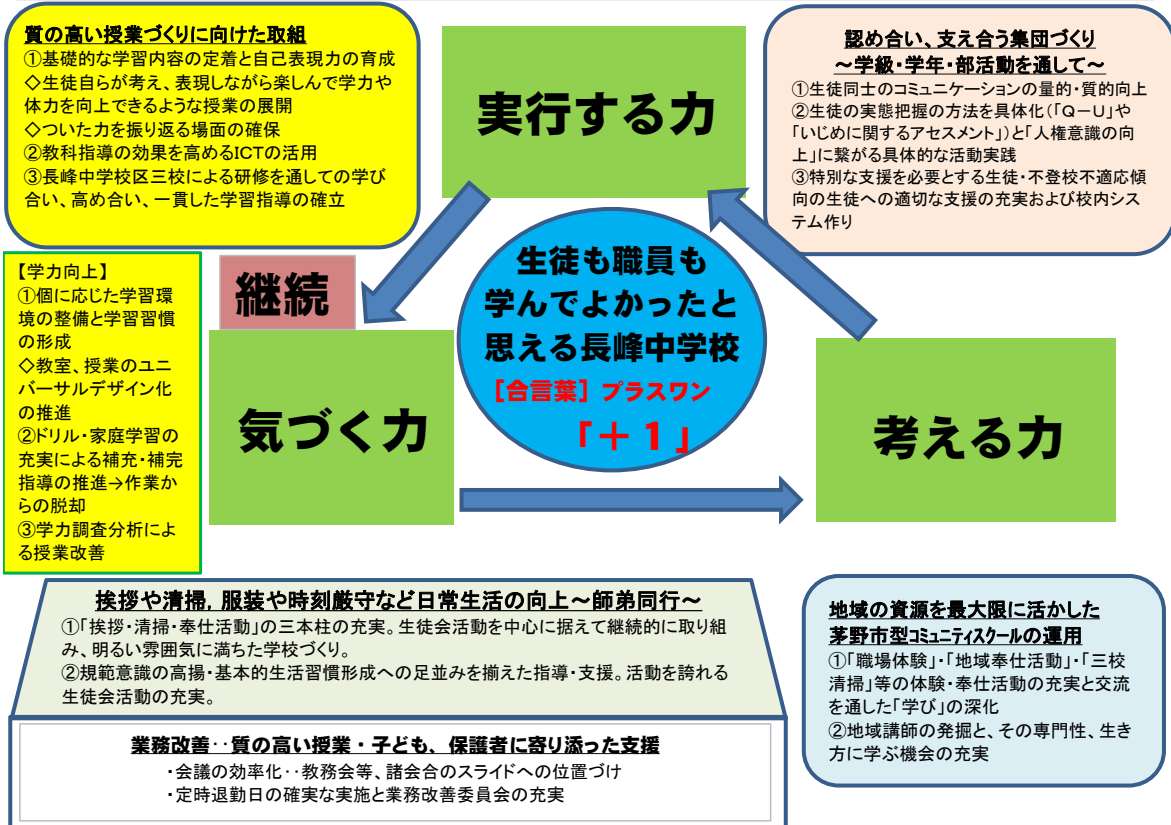 質の高い授業づくりに向けた取組
①基礎的な学習内容の定着と自己表現力の育成
◇生徒自らが考え、表現しながら楽しんで学力や
体力を向上できるような授業の展開
◇ついた力を振り返る場面の確保
②教科指導の効果を高めるICTの活用
③長峰中学校区三校による研修を通しての学び
合い、高め合い、一貫した学習指導の確立
実行する力
認め合い、支え合う集団づくり
～学級・学年・部活動を通して～
①生徒同士のコミュニケーションの量的・質的向上
②生徒の実態把握の方法を具体化（「Q－U」や
「いじめに関するアセスメント」）と「人権意識の向
上」に繋がる具体的な活動実践
③特別な支援を必要とする生徒・不登校不適応傾
向の生徒への適切な支援の充実および校内シス
テム作り
【学力向上】
①個に応じた学習環
境の整備と学習習慣
の形成
◇教室、授業のユニ
バーサルデザイン化
の推進
②ドリル・家庭学習の
充実による補充・補完
指導の推進→作業か
らの脱却
③学力調査分析によ
る授業改善
継続
気づく力
生徒も職員も
学んでよかったと
思える長峰中学校
［合言葉］プラスワン
「＋１」
考える力
挨拶や清掃，服装や時刻厳守など日常生活の向上～師弟同行～
①「挨拶・清掃・奉仕活動」の三本柱の充実。生徒会活動を中心に据えて継続的に取り組
み、明るい雰囲気に満ちた学校づくり。
②規範意識の高揚・基本的生活習慣形成への足並みを揃えた指導・支援。活動を誇れる
生徒会活動の充実。
業務改善‥質の高い授業・子ども、保護者に寄り添った支援
・会議の効率化‥教務会等、諸会合のスライドへの位置づけ
・定時退勤日の確実な実施と業務改善委員会の充実
地域の資源を最大限に活かした
茅野市型コミュニティスクールの運用
①「職場体験」・「地域奉仕活動」・「三校
清掃」等の体験・奉仕活動の充実と交流
を通した「学び」の深化
②地域講師の発掘と、その専門性、生き
方に学ぶ機会の充実